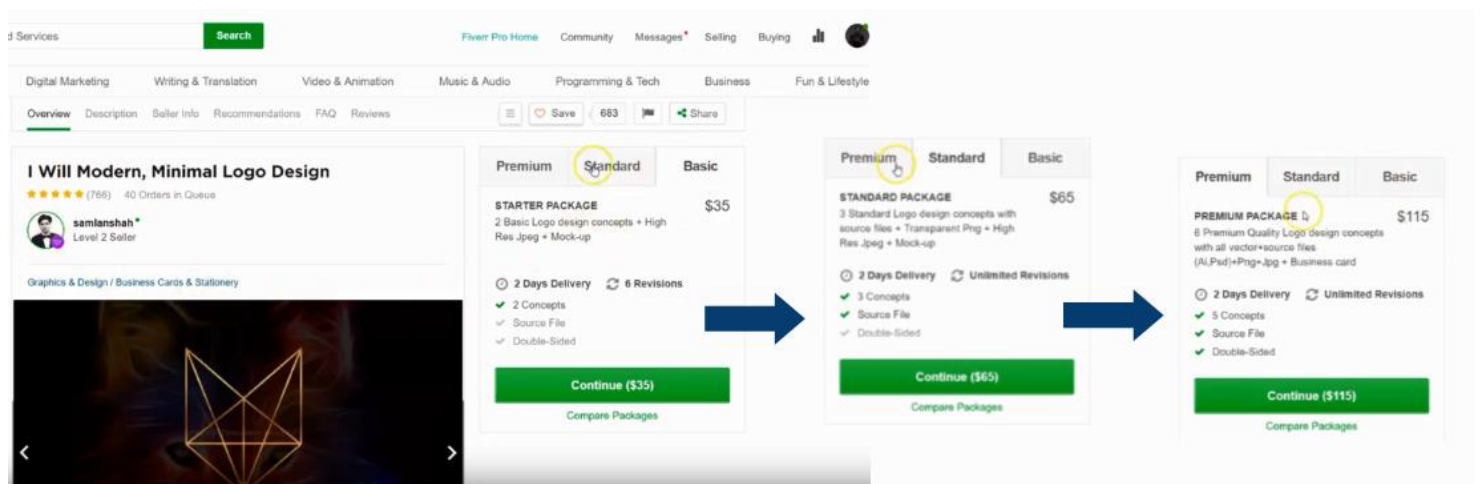 d Services
Search
Fiverr Pro Home Community Messages Selling Buying
Digital Marketing Writing & Translation Video & Animation Music & Audio Programming & Tech Business Fun & Lifestyle
Overview Description Seller Info Recommendations FAQ Reviews
Save 683 Share
I Will Modern, Minimal Logo Design
(766) 40 Orders in Queue
samlanshah
Level 2 Seller
Graphics & Design / Business Cards & Stationery
Premium Standard Basic
STARTER PACKAGE $35
2 Basic Logo design concepts + High
Res Jpeg + Mock-up
2 Days Delivery 6 Revisions
2 Concepts
Source File
Double-Sided
Continue ($35)
Compare Packages
Premium Standard Basic
STANDARD PACKAGE $65
3 Standard Logo design concepts with
source files + Transparent Png + High
Res Jpeg + Mock-up
2 Days Delivery Unlimited Revisions
3 Concepts
Source File
Double-Sided
Continue ($65)
Compare Packages
Premium Standard Basic
PREMIUM PACKAGE $115
6 Premium Quality Logo design concepts
with all vector+source files
(Ai,Psd)+Png+Jpg + Business card
2 Days Delivery Unlimited Revisions
5 Concepts
Source File
Double-Sided
Continue ($115)
Compare Packages